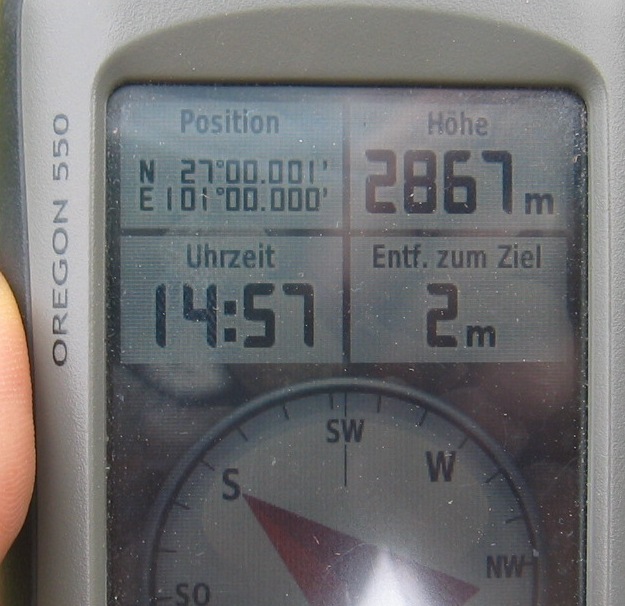 OREGON 550
Position
N 27°00.001'
E 101°00.000'
Höhe
2867 m
Uhrzeit
14:57
Entf. zum Ziel
2 m
SW
S
W
NW
SO